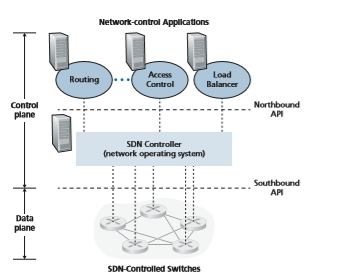 Network-control Applications
Routing
Access
Control
Load
Balancer
Control
plane
Northbound
API
SDN Controller
(network operating system)
Southbound
API
Data
plane
SDN-Controlled Switches